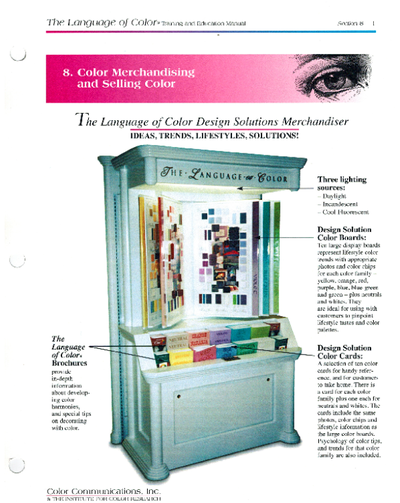 The Language of Color® Training and Education Manual
Section 8 1
8. Color Merchandising
and Selling Color
The Language of Color Design Solutions Merchandiser
IDEAS, TRENDS, LIFESTYLES, SOLUTIONS!
THE LANGUAGE OF COLOR
Three lighting
sources:
– Daylight
– Incandescent
– Cool Fluorescent
Design Solution
Color Boards:
Ten large display boards
represent lifestyle color
trends with appropriate
photos and color chips
for each color family –
yellow, orange, red,
purple, blue, blue green
and green – plus neutrals
and whites. They
are ideal for using with
customers to pinpoint
lifestyle tastes and color
palettes.
The
Language
of Color®
Brochures
provide
in-depth
information
about develop-
ing color
harmonies,
and special tips
on decorating
with color.
Design Solution
Color Cards:
A selection of ten color
cards for handy refer-
ence, and for customers
to take home. There is
a card for each color
family plus one each for
neutrals and whites. The
cards include the same
photos, color chips and
lifestyle information as
the large color boards.
Psychology of color tips,
and trends for that color
family are also included.
Color Communications, Inc.
& THE INSTITUTE FOR COLOR RESEARCH